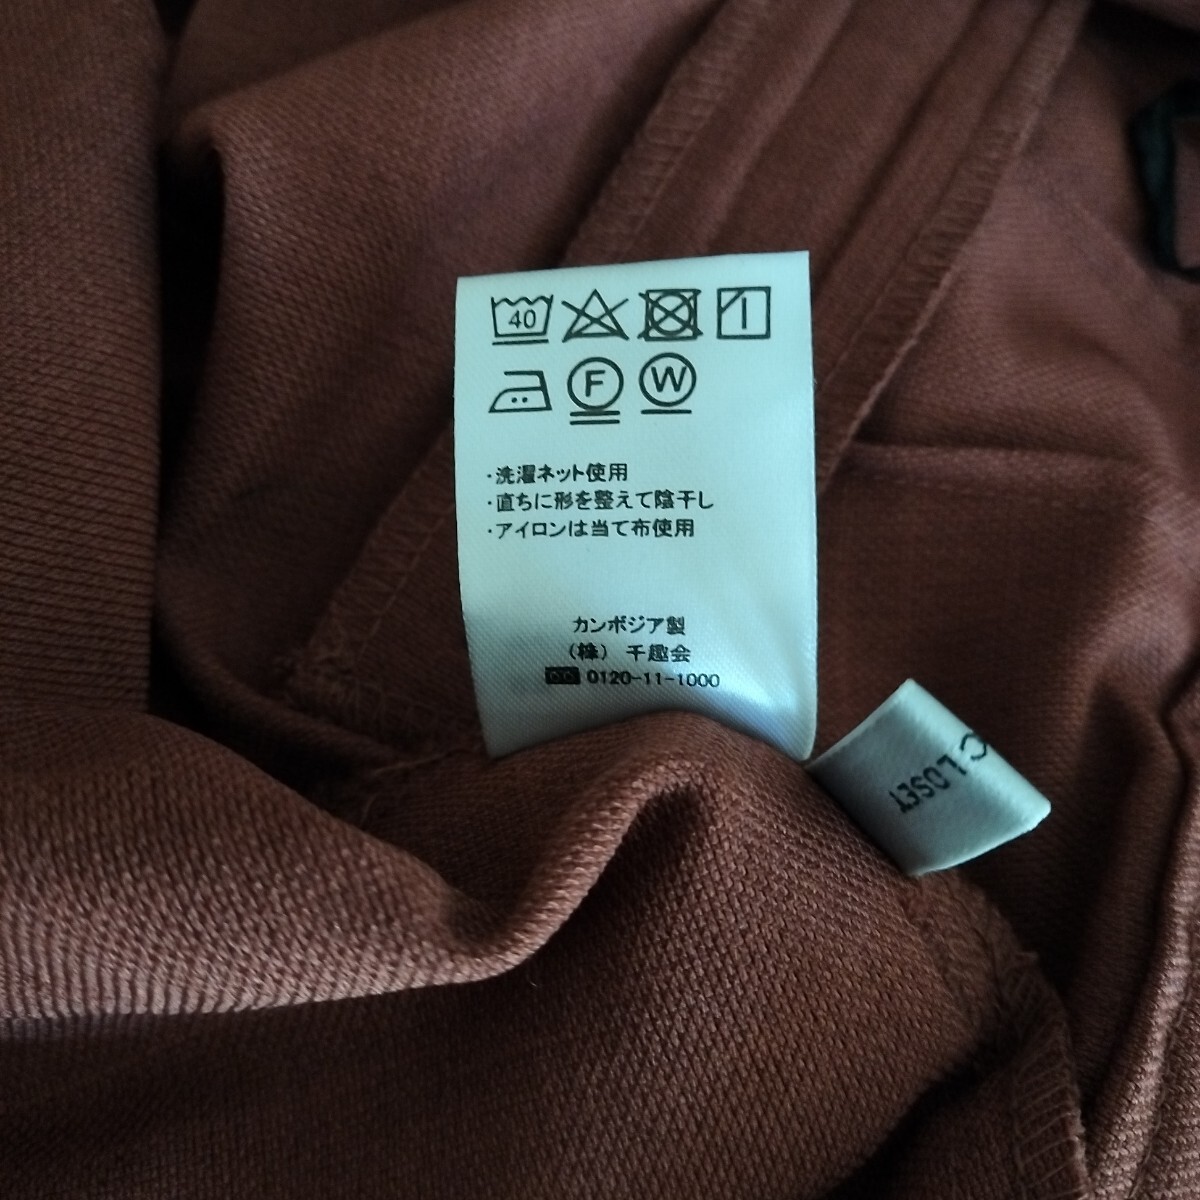 40
F W
・洗濯ネット使用
・直ちに形を整えて陰干し
・アイロンは当て布使用
カンボジア製
（株） 千趣会
0120-11-1000
CLOSET